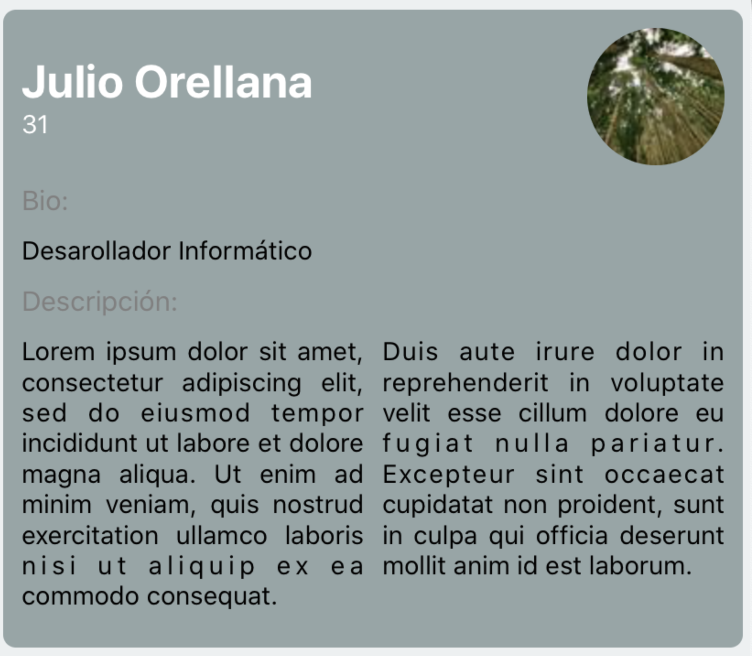 Julio Orellana
31
Bio:
Desarollador Informático
Descripción:
Lorem ipsum dolor sit amet,
consectetur adipiscing elit,
sed do eiusmod tempor
incididunt ut labore et dolore
magna aliqua. Ut enim ad
minim veniam, quis nostrud
exercitation ullamco laboris
nisi ut aliquip ex ea
commodo consequat.
Duis aute irure dolor in
reprehenderit in voluptate
velit esse cillum dolore eu
fugiat nulla pariatur.
Excepteur sint occaecat
cupidatat non proident, sunt
in culpa qui officia deserunt
mollit anim id est laborum.